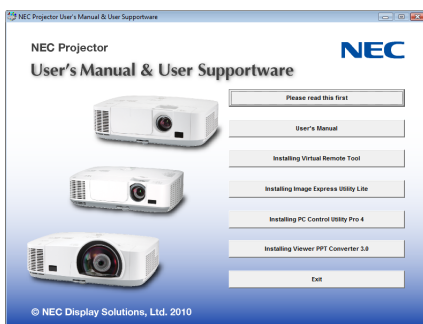 NEC Projector User's Manual & User Supportware
NEC Projector
NEC
User's Manual & User Supportware
Please read this first
User's Manual
Installing Virtual Remote Tool
Installing Image Express Utility Lite
Installing PC Control Utility Pro 4
Installing Viewer PPT Converter 3.0
Exit
© NEC Display Solutions, Ltd. 2010